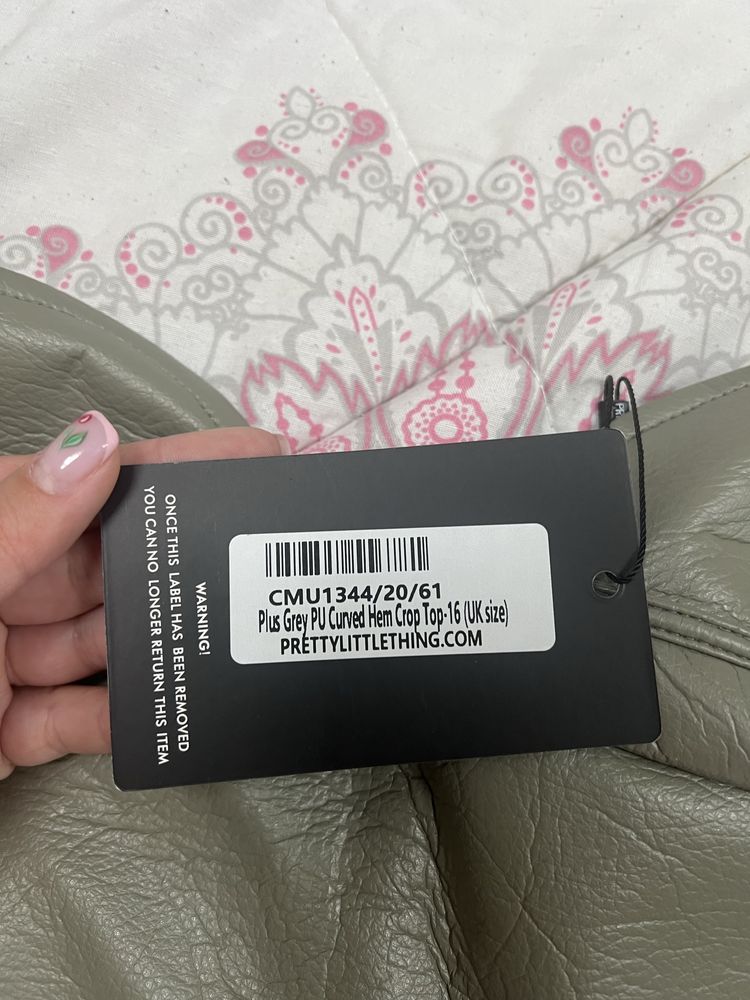 CMU1344/20/61
Plus Grey PU Curved Hem Crop Top-16 (UK size)
PRETTYLITTLETHING.COM
WARNING!
ONCE THIS LABEL HAS BEEN REMOVED
YOU CAN NO LONGER RETURN THIS ITEM